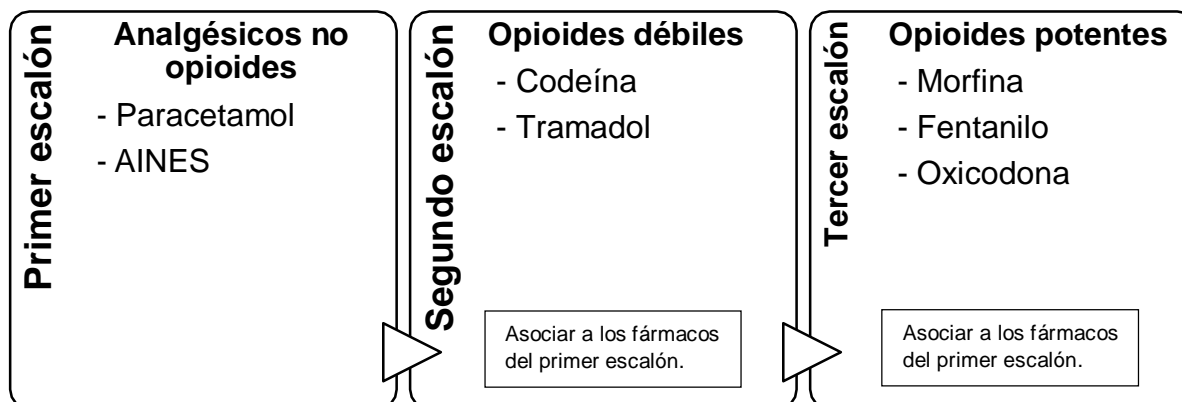 Primer escalón
Analgésicos no
opioides
- Paracetamol
- AINES
Segundo escalón
Opioides débiles
- Codeína
- Tramadol
Asociar a los fármacos
del primer escalón.
Tercer escalón
Opioides potentes
- Morfina
- Fentanilo
- Oxicodona
Asociar a los fármacos
del primer escalón.